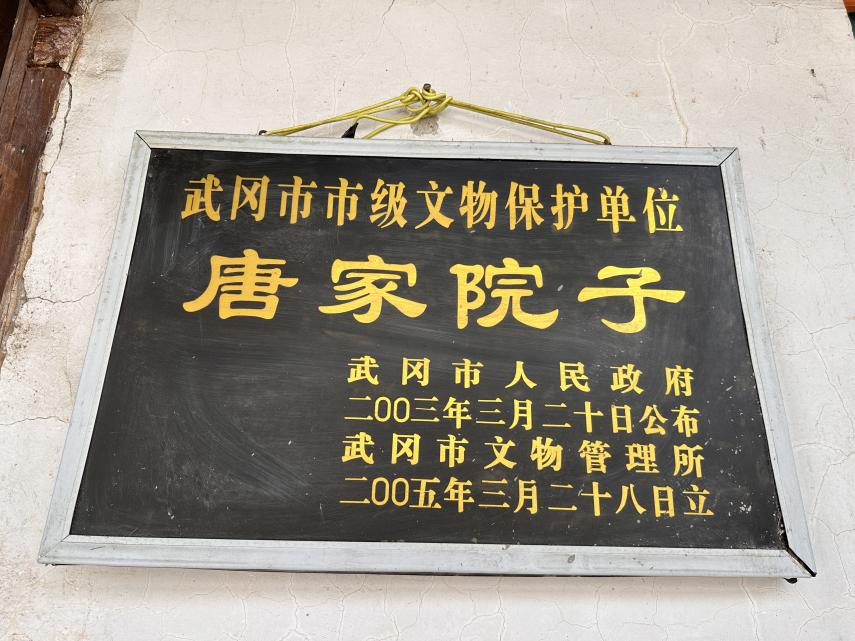 武冈市市级文物保护单位
唐家院子
武冈市人民政府
二00三年三月二十日公布
武冈市文物管理所
二00五年三月二十八日立